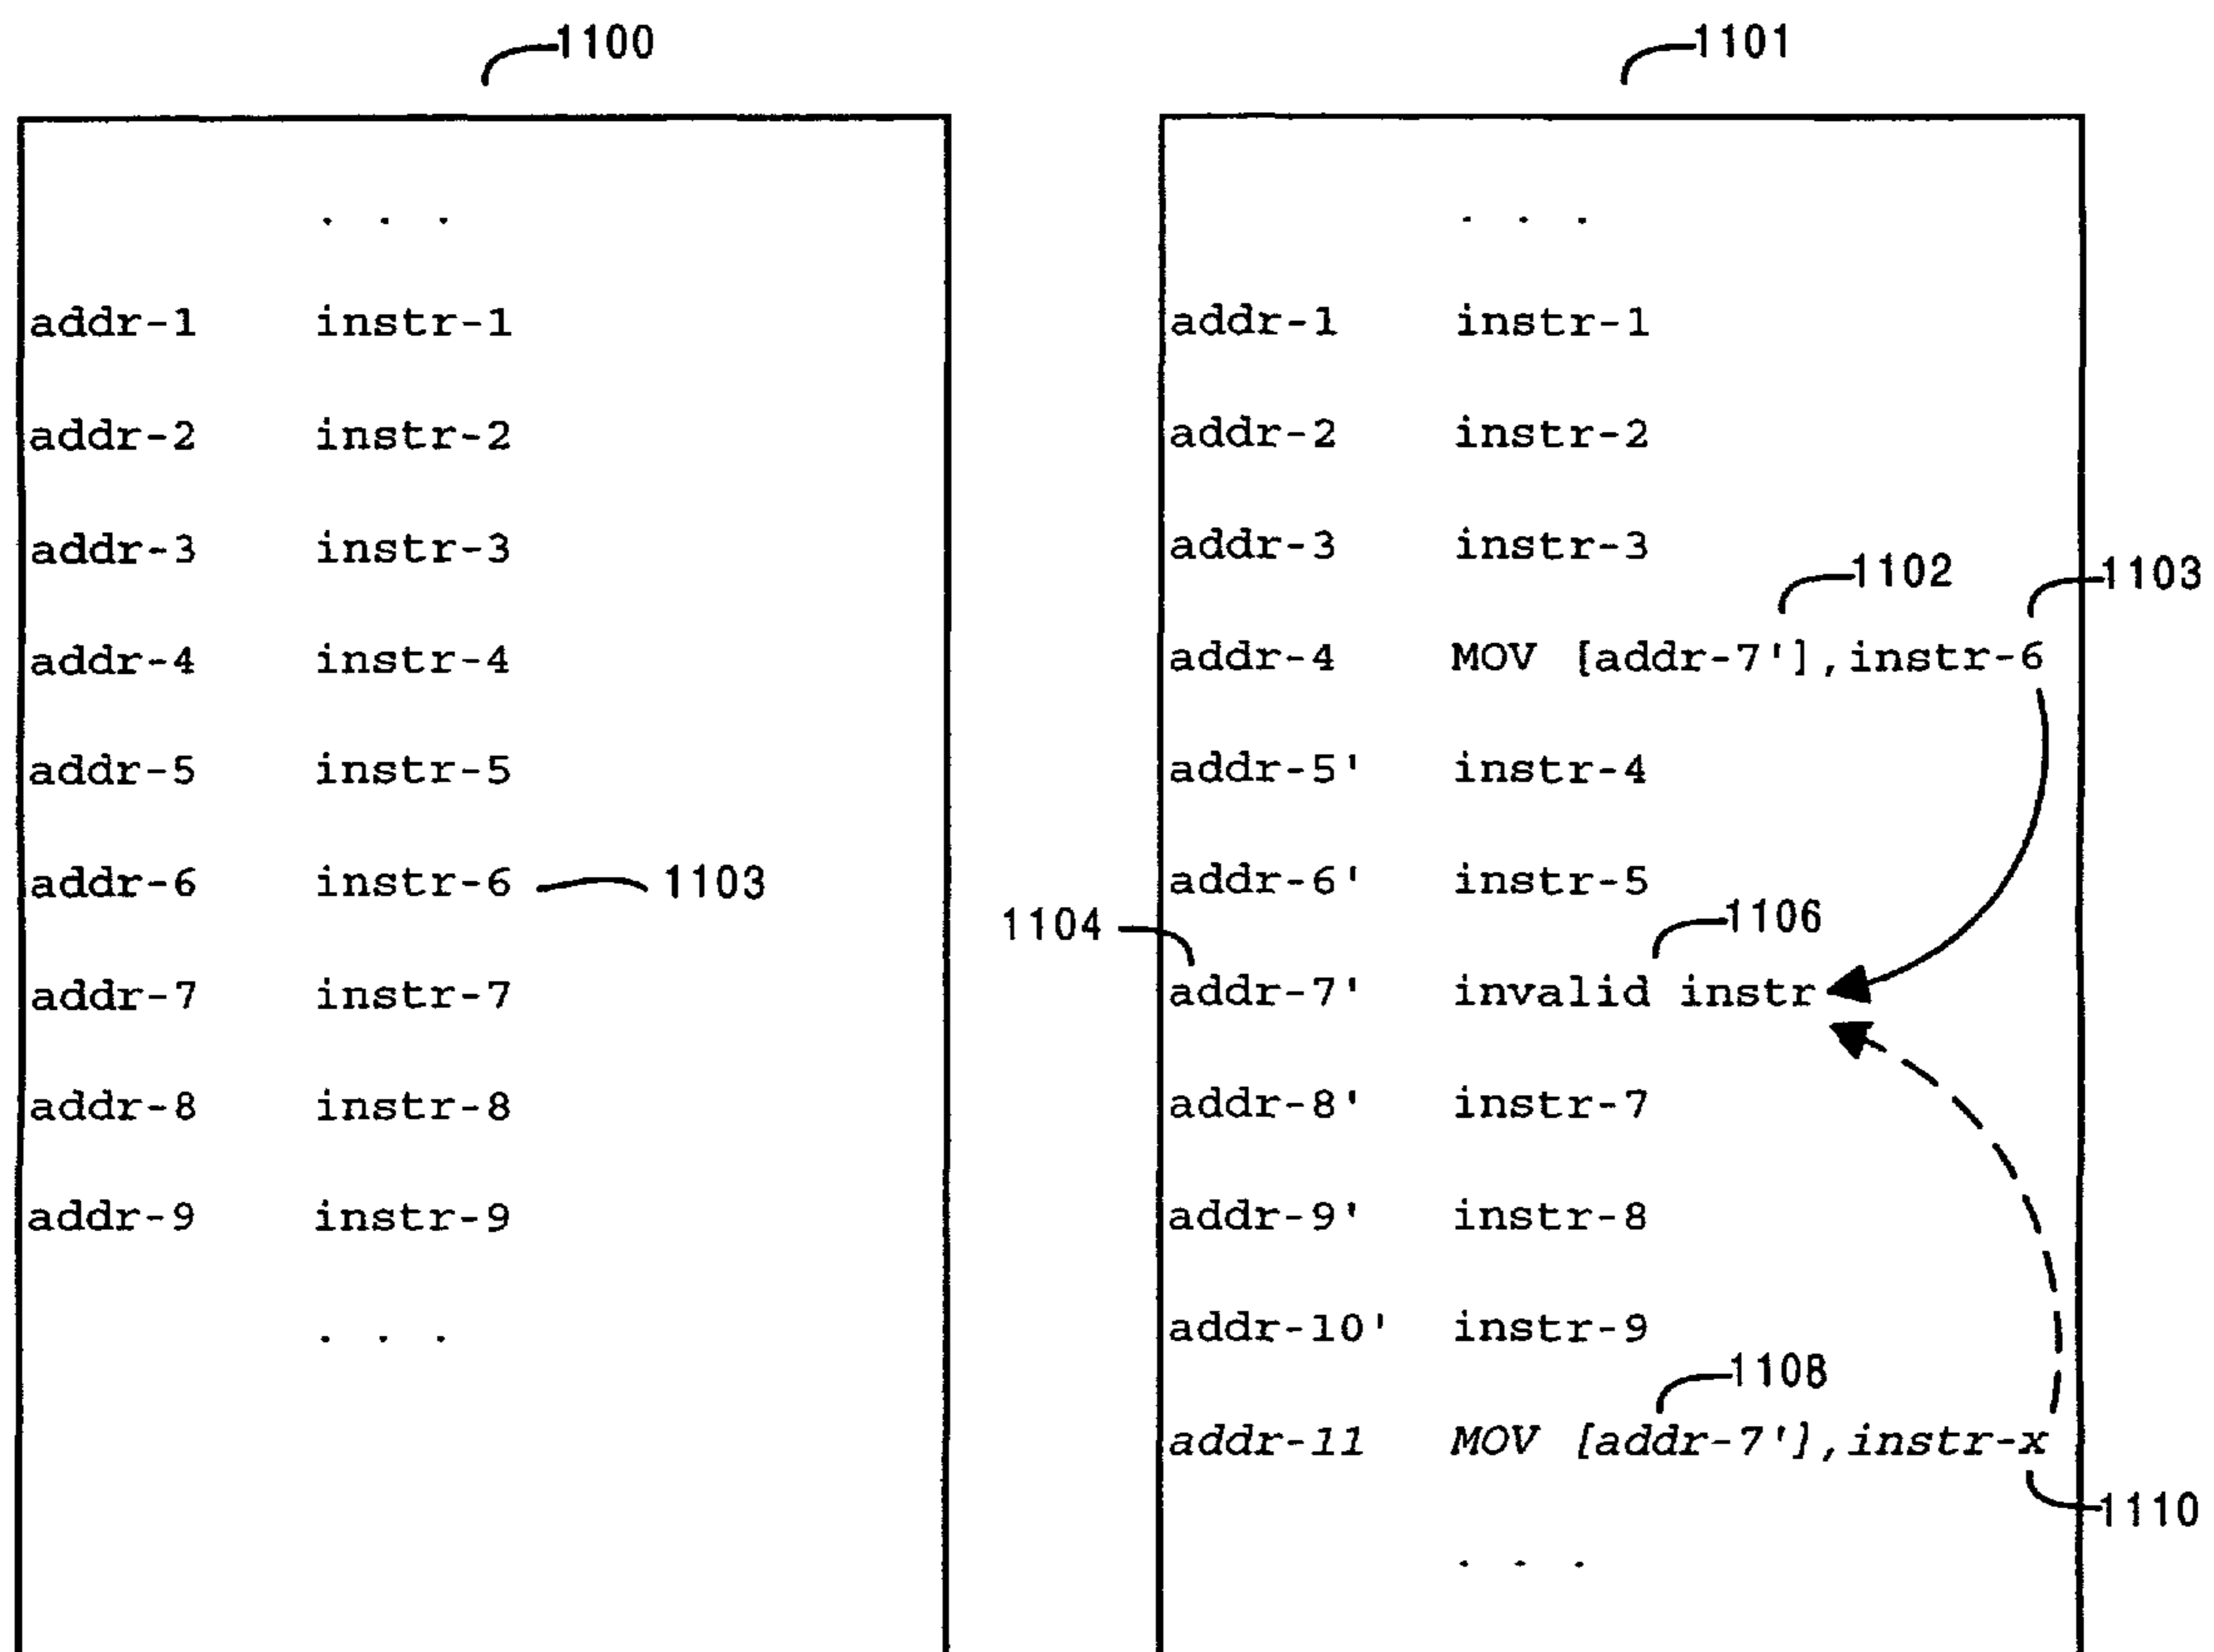 1100
. . .
addr-1 instr-1
addr-2 instr-2
addr-3 instr-3
addr-4 instr-4
addr-5 instr-5
addr-6 instr-6 1103
addr-7 instr-7
addr-8 instr-8
addr-9 instr-9
. . .
1101
. . .
addr-1 instr-1
addr-2 instr-2
addr-3 instr-3
1102 1103
addr-4 MOV [addr-7'],instr-6
addr-5' instr-4
addr-6' instr-5
1104 1106
addr-7' invalid instr
addr-8' instr-7
addr-9' instr-8
addr-10' instr-9
1108
addr-11 MOV [addr-7'],instr-x
1110
. . .